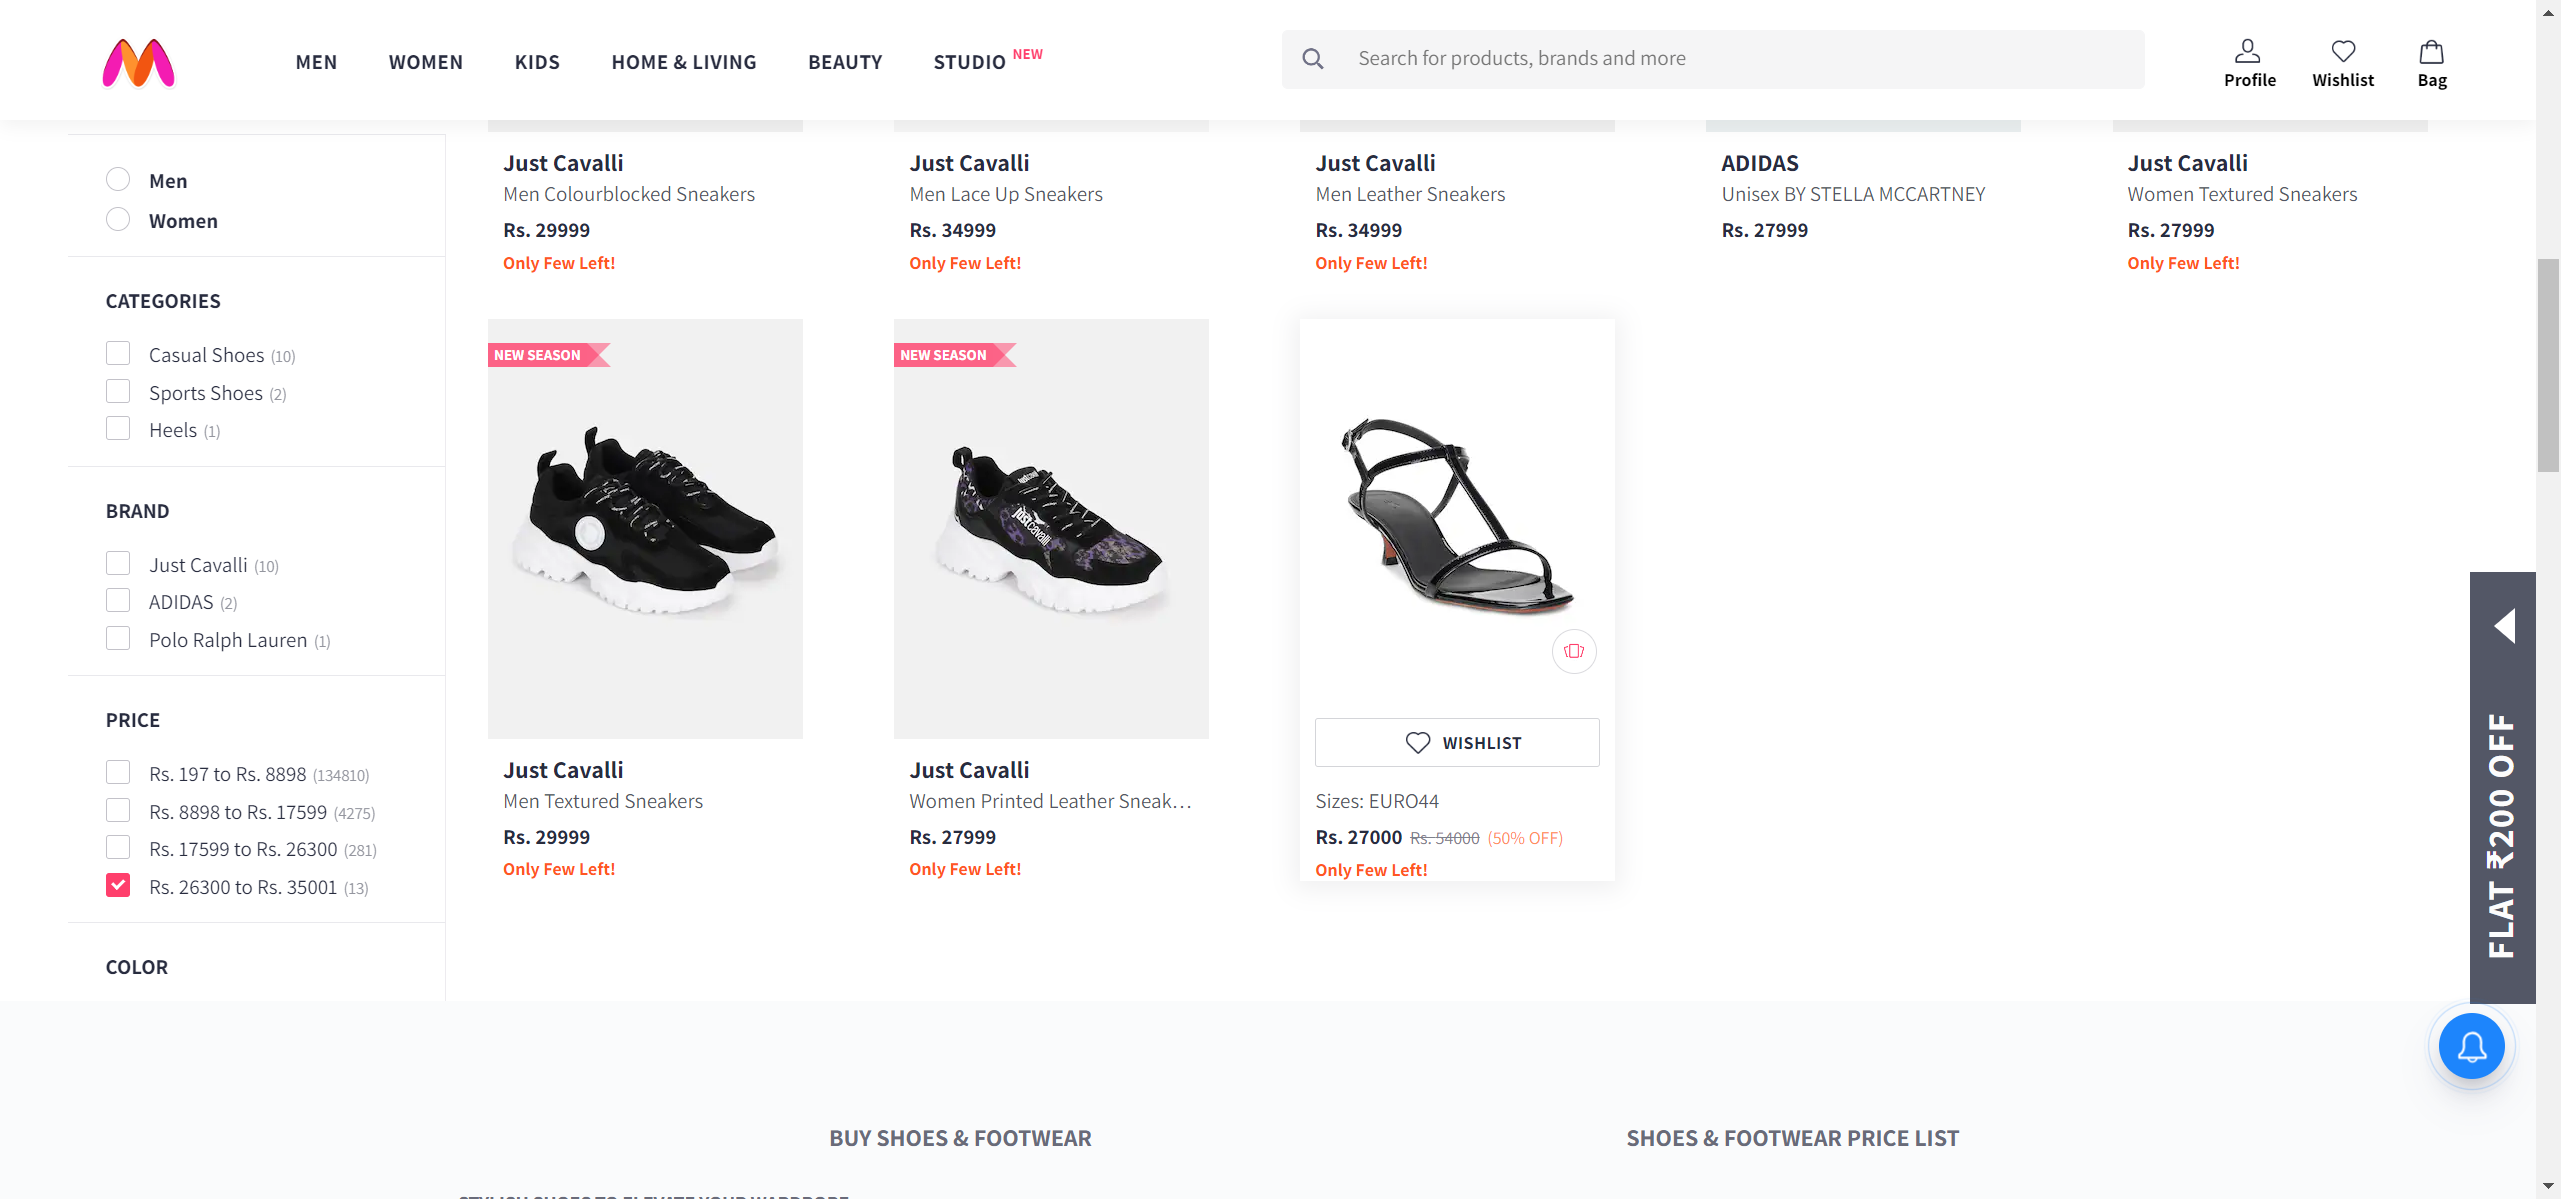 MEN WOMEN KIDS HOME & LIVING BEAUTY STUDIO NEW
Search for products, brands and more
Profile Wishlist Bag
Men
Women
CATEGORIES
Casual Shoes (10)
Sports Shoes (2)
Heels (1)
BRAND
Just Cavalli (10)
ADIDAS (2)
Polo Ralph Lauren (1)
PRICE
Rs. 197 to Rs. 8898 (134810)
Rs. 8898 to Rs. 17599 (4275)
Rs. 17599 to Rs. 26300 (281)
Rs. 26300 to Rs. 35001 (13)
COLOR
Just Cavalli
Men Colourblocked Sneakers
Rs. 29999
Only Few Left!
Just Cavalli
Men Lace Up Sneakers
Rs. 34999
Only Few Left!
Just Cavalli
Men Leather Sneakers
Rs. 34999
Only Few Left!
ADIDAS
Unisex BY STELLA MCCARTNEY
Rs. 27999
Just Cavalli
Women Textured Sneakers
Rs. 27999
Only Few Left!
NEW SEASON
Just Cavalli
Men Textured Sneakers
Rs. 29999
Only Few Left!
NEW SEASON
just cavalli
Just Cavalli
Women Printed Leather Sneak...
Rs. 27999
Only Few Left!
WISHLIST
Sizes: EURO44
Rs. 27000 Rs. 54000 (50% OFF)
Only Few Left!
FLAT ₹200 OFF
BUY SHOES & FOOTWEAR
SHOES & FOOTWEAR PRICE LIST
STYLISH SHOES TO ELEVATE YOUR WARDROBE